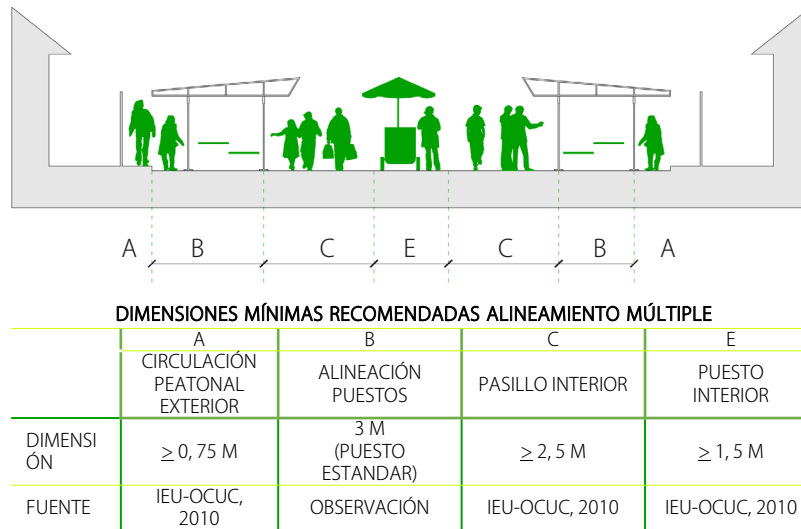 A B C E C B A
DIMENSIONES MÍNIMAS RECOMENDADAS ALINEAMIENTO MÚLTIPLE
A B C E
CIRCULACIÓN
PEATONAL
EXTERIOR
ALINEACIÓN
PUESTOS
PASILLO INTERIOR
PUESTO
INTERIOR
DIMENSI
ÓN
≥ 0, 75 M
3 M
(PUESTO
ESTANDAR)
≥ 2, 5 M
≥ 1, 5 M
FUENTE
IEU-OCUC,
2010
OBSERVACIÓN
IEU-OCUC, 2010
IEU-OCUC, 2010